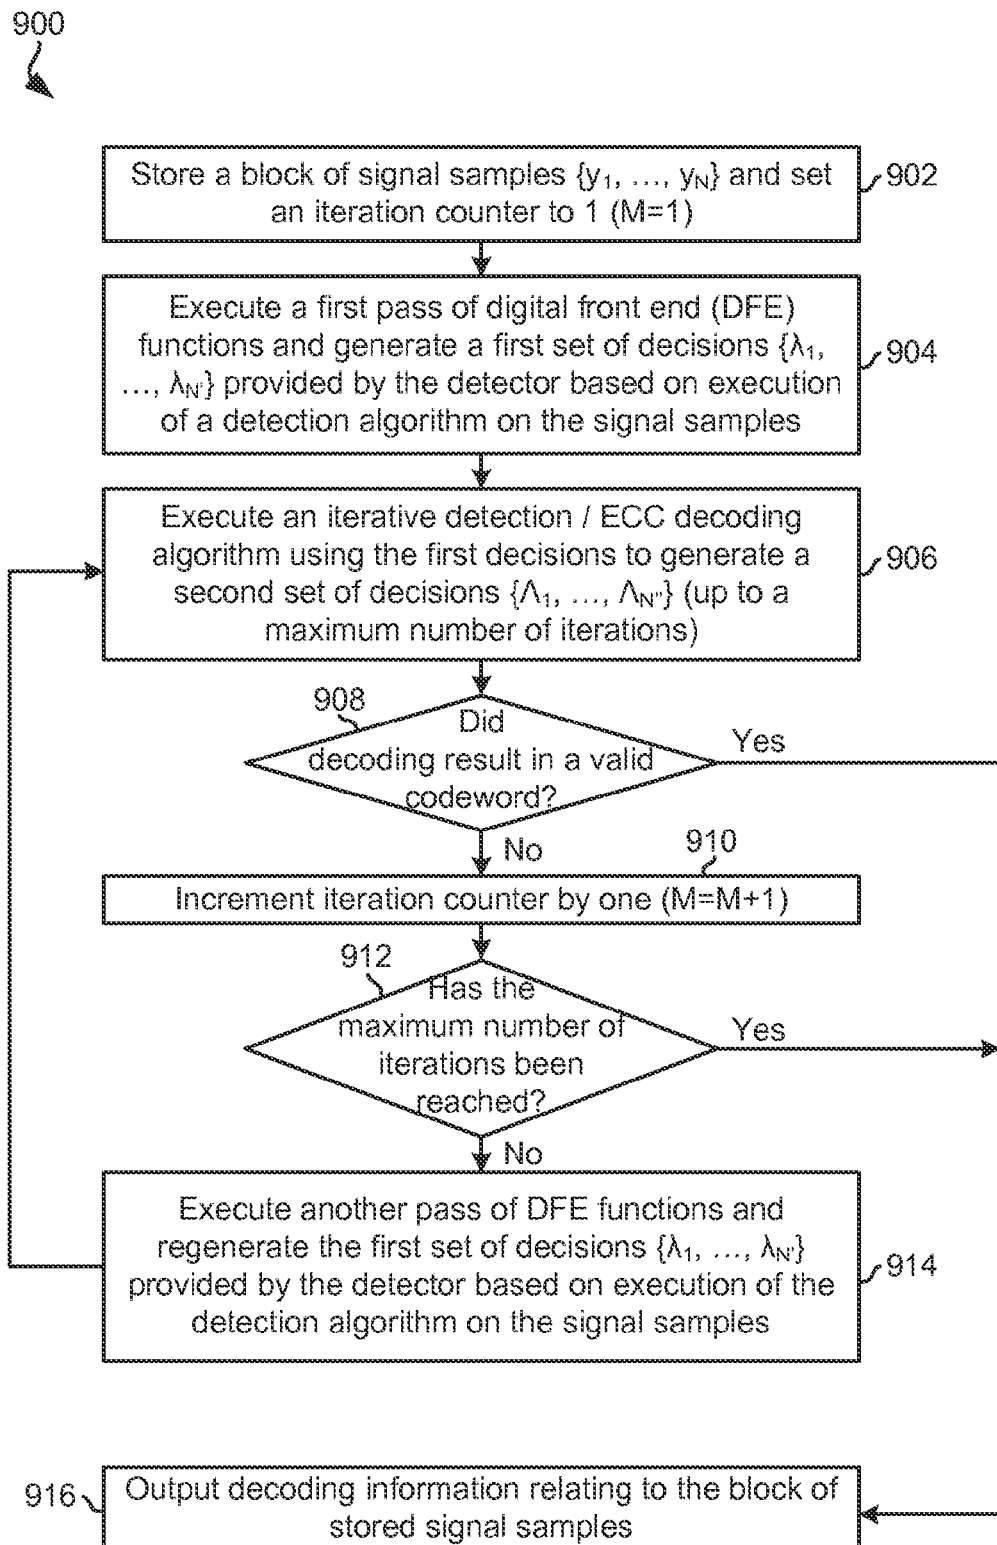 900
Store a block of signal samples {y₁, ..., y_N} and set
an iteration counter to 1 (M=1)
902
Execute a first pass of digital front end (DFE)
functions and generate a first set of decisions {λ₁,
..., λ_N'} provided by the detector based on execution
of a detection algorithm on the signal samples
904
Execute an iterative detection / ECC decoding
algorithm using the first decisions to generate a
second set of decisions {Λ₁, ..., Λ_N''} (up to a
maximum number of iterations)
906
908
Did
decoding result in a valid
codeword?
Yes
No
910
Increment iteration counter by one (M=M+1)
912
Has the
maximum number of
iterations been
reached?
Yes
No
Execute another pass of DFE functions and
regenerate the first set of decisions {λ₁, ..., λ_N'}
provided by the detector based on execution of the
detection algorithm on the signal samples
914
916
Output decoding information relating to the block of
stored signal samples